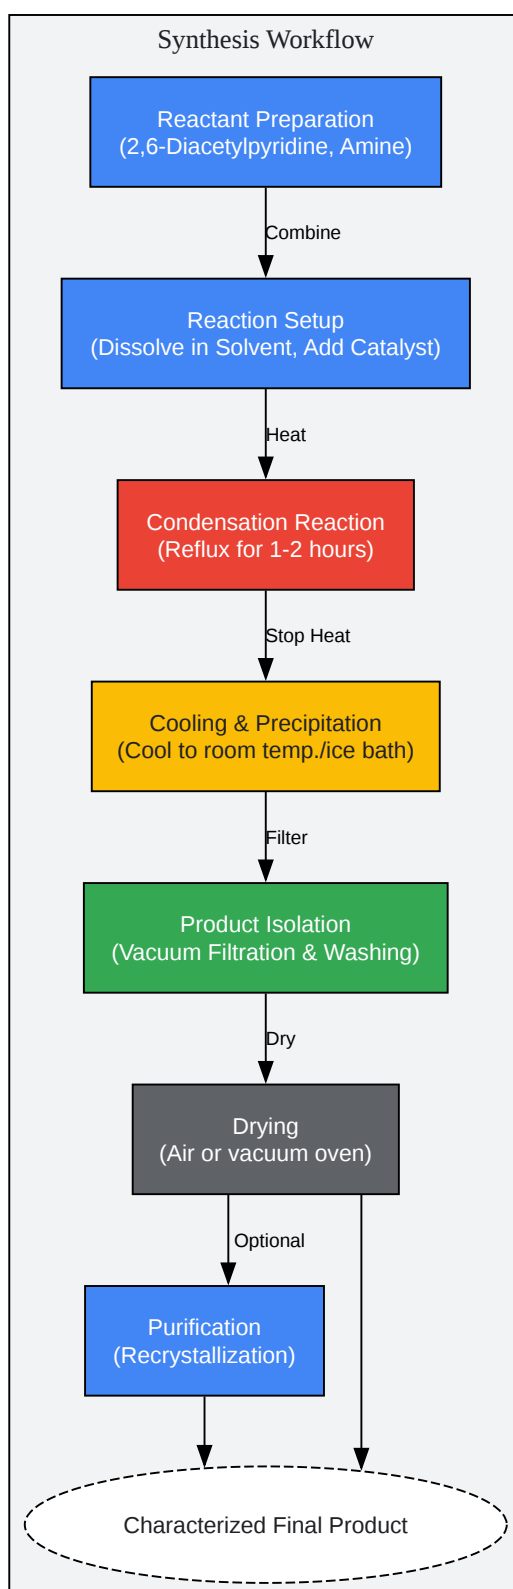 Synthesis Workflow
Reactant Preparation
(2,6-Diacetylpyridine, Amine)
Combine
Reaction Setup
(Dissolve in Solvent, Add Catalyst)
Heat
Condensation Reaction
(Reflux for 1-2 hours)
Stop Heat
Cooling & Precipitation
(Cool to room temp./ice bath)
Filter
Product Isolation
(Vacuum Filtration & Washing)
Dry
Drying
(Air or vacuum oven)
Optional
Purification
(Recrystallization)
Characterized Final Product